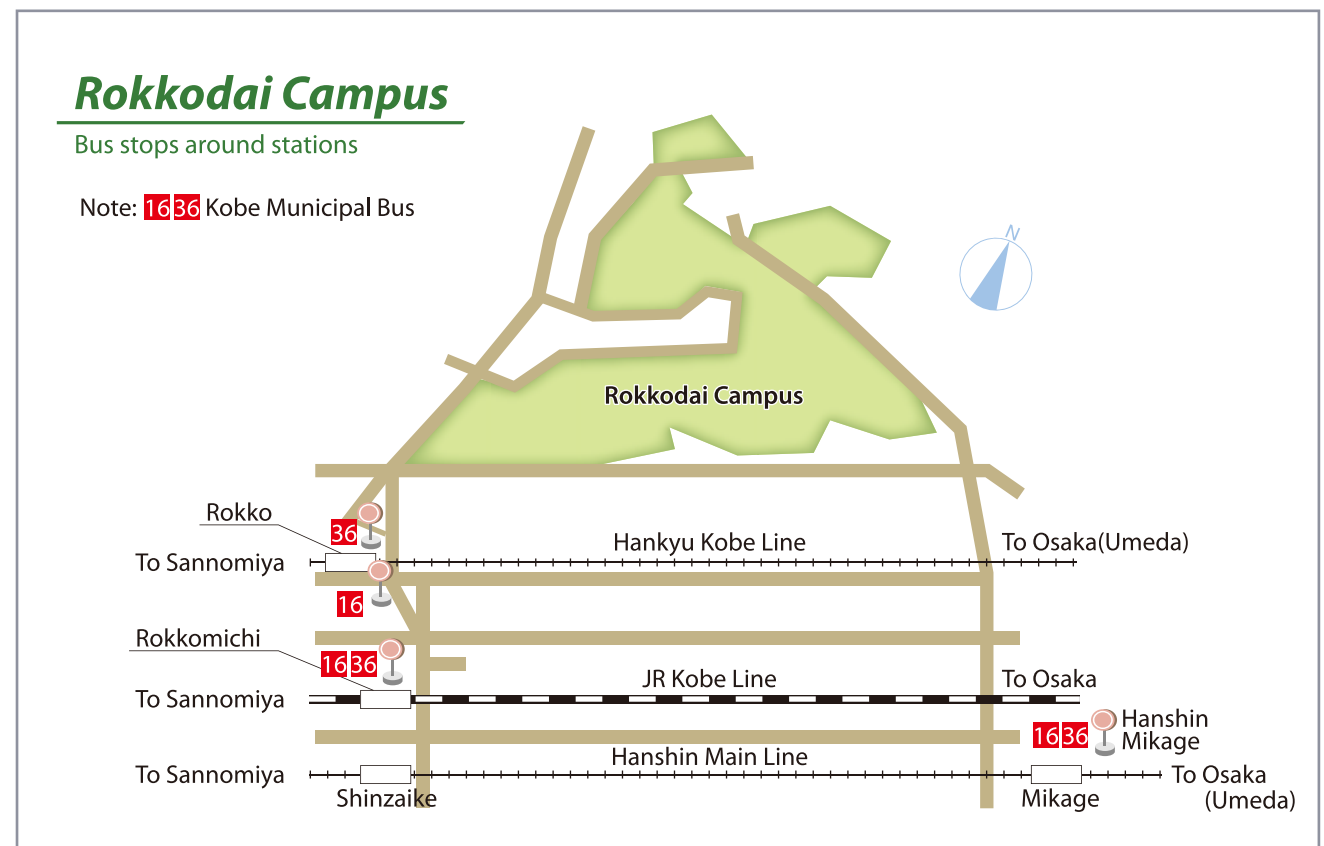 Rokkodai Campus
Bus stops around stations
Note: 16 36 Kobe Municipal Bus
N
Rokkodai Campus
Rokko
36
To Sannomiya
Hankyu Kobe Line
To Osaka(Umeda)
16
Rokkomichi
16 36
To Sannomiya
JR Kobe Line
To Osaka
16 36
Hanshin
Mikage
To Sannomiya
Hanshin Main Line
To Osaka
(Umeda)
Shinzaike
Mikage